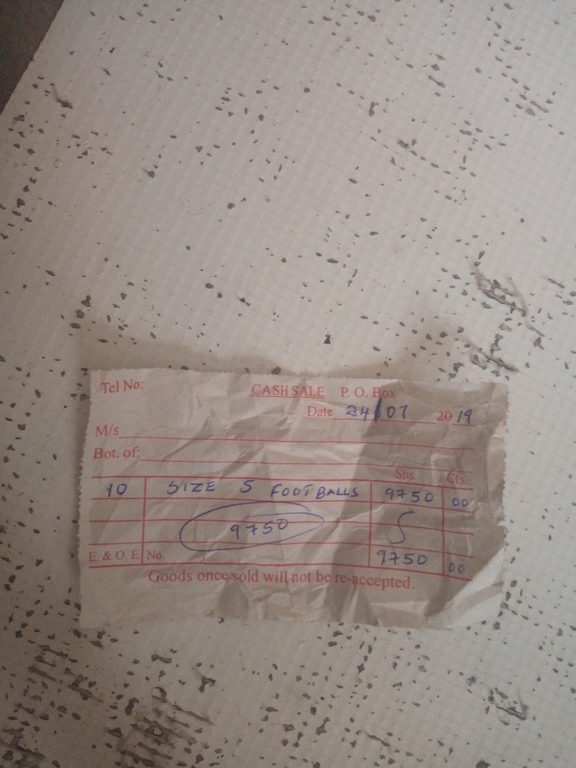 Tel No:
CASH SALE P. O. Box
Date 24/07 2019
M/s
Bot. of:
Shs. Cts.
10 SIZE 5 FOOTBALLS 9750 00
9750
E. & O. E. No. 9750 00
Goods once sold will not be re-accepted.